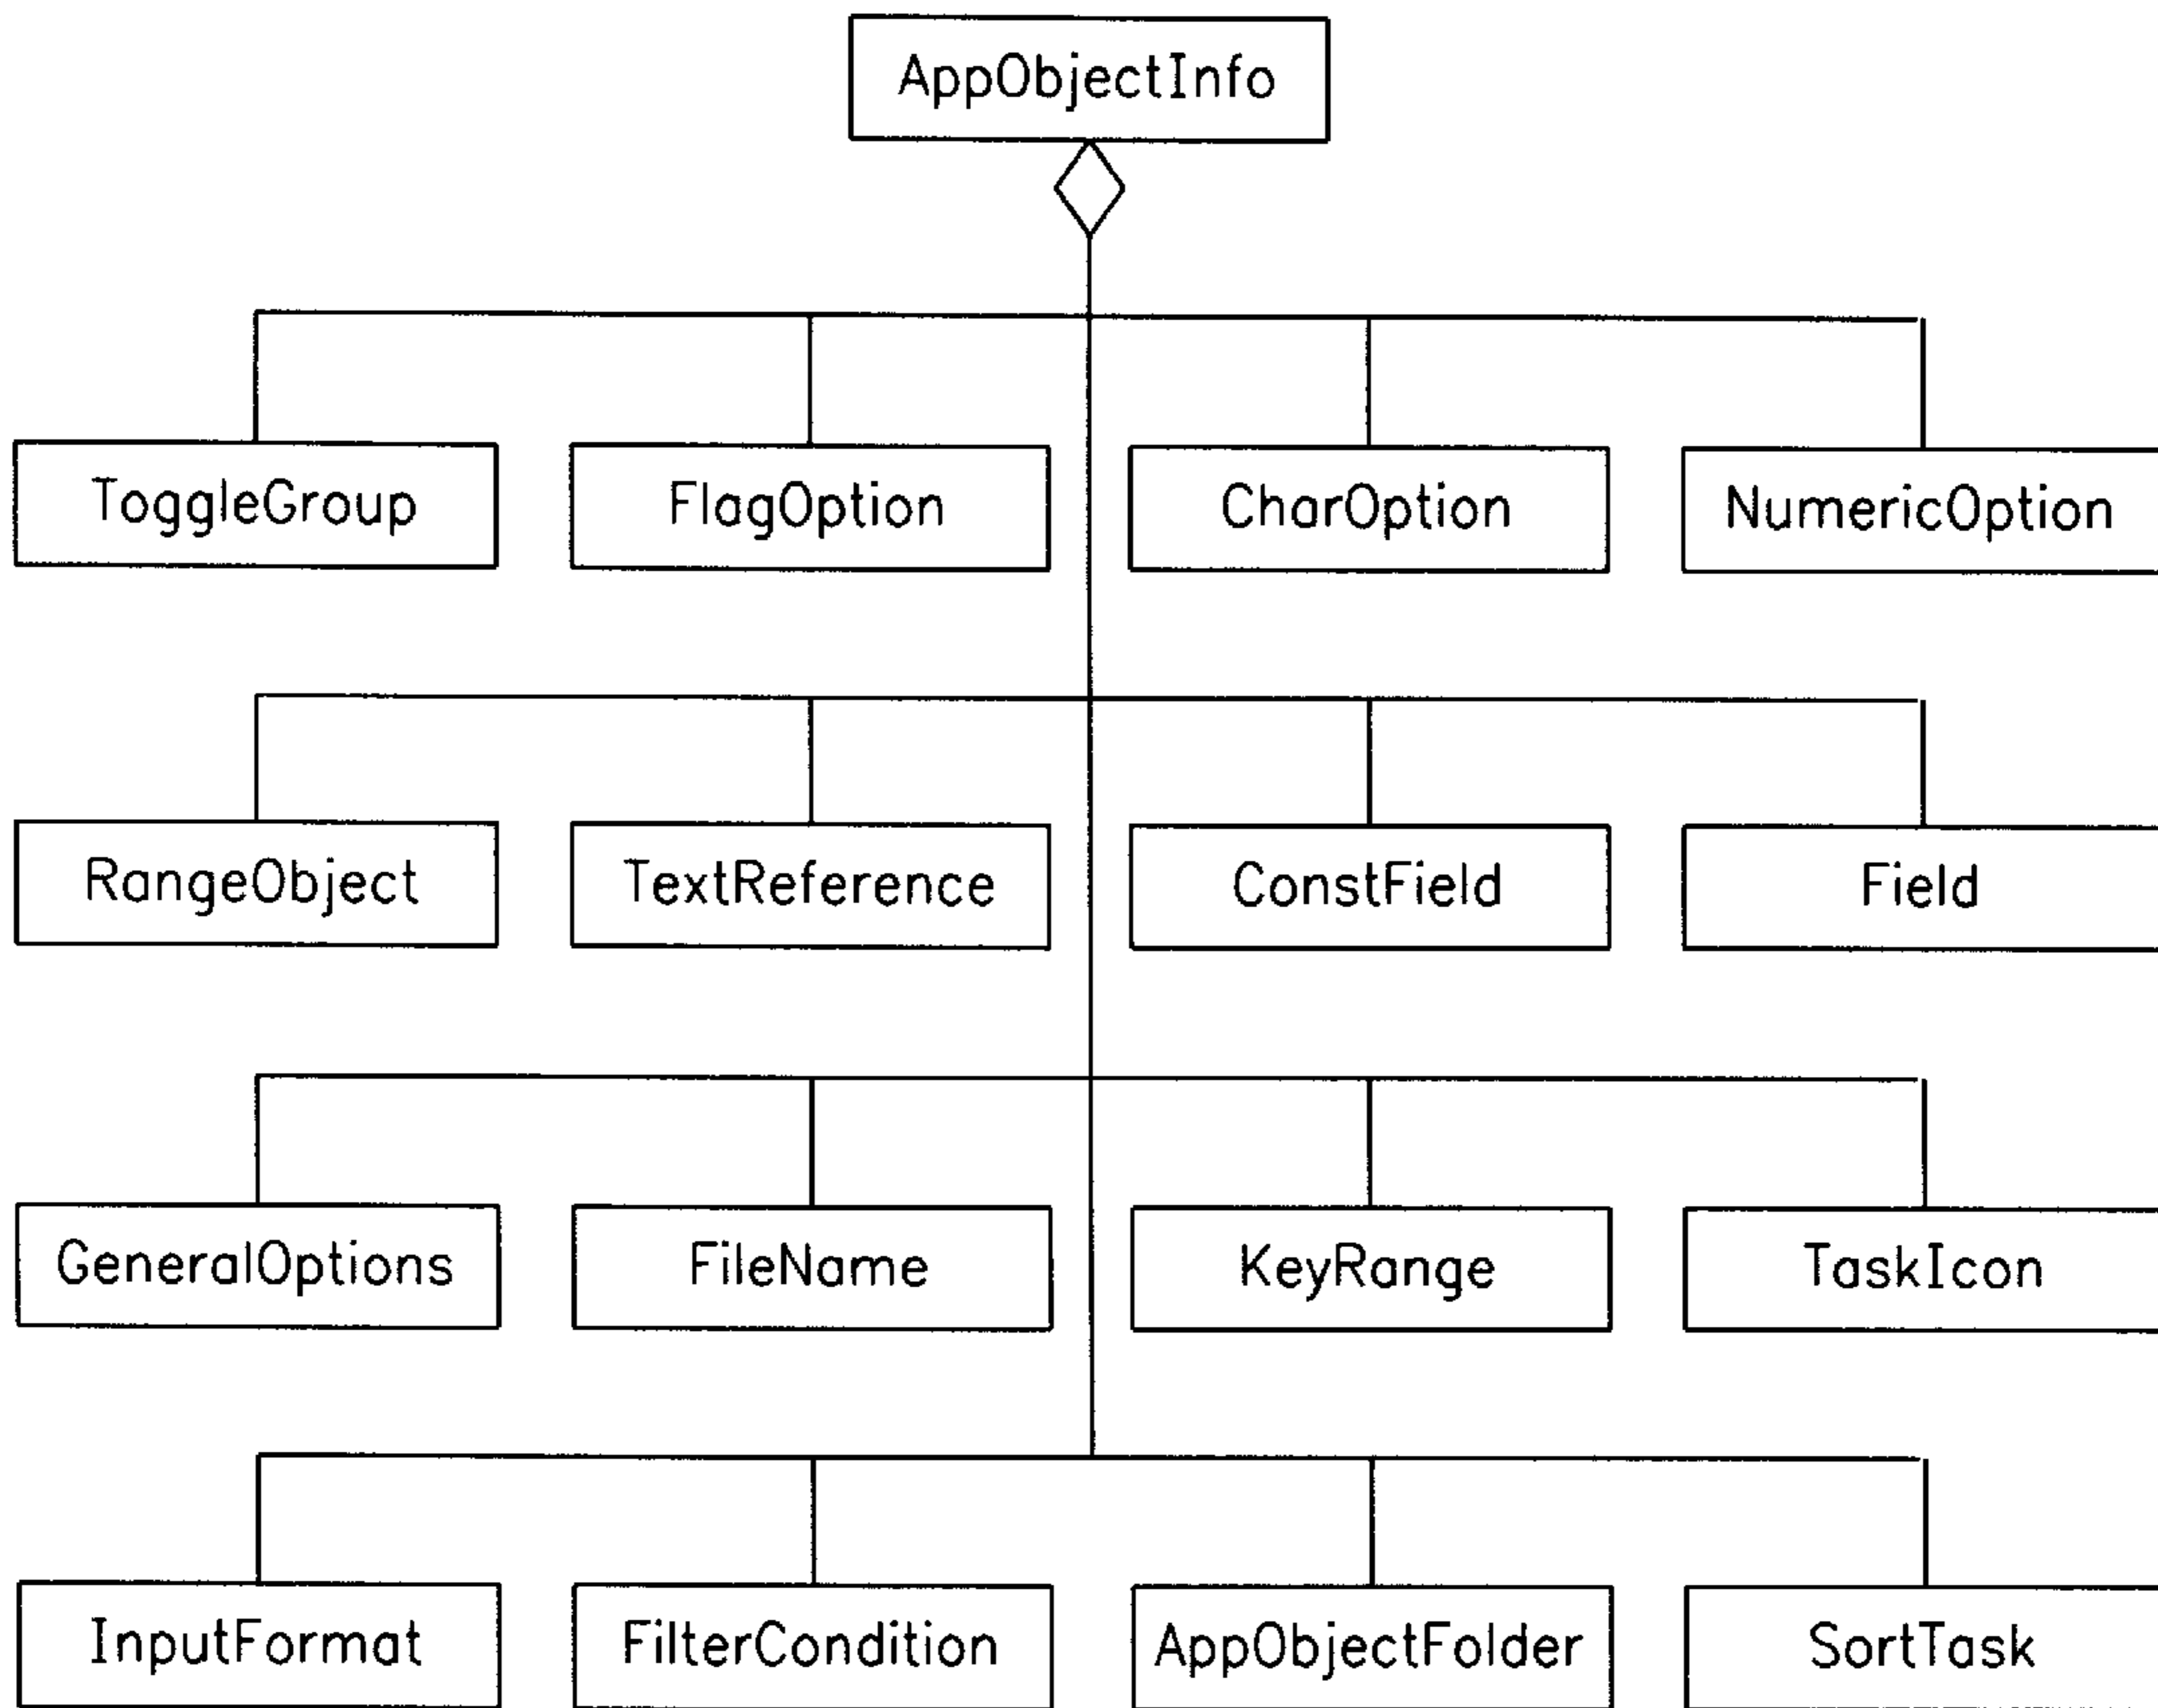 AppObjectInfo
ToggleGroup FlagOption CharOption NumericOption
RangeObject TextReference ConstField Field
GeneralOptions FileName KeyRange TaskIcon
InputFormat FilterCondition AppObjectFolder SortTask